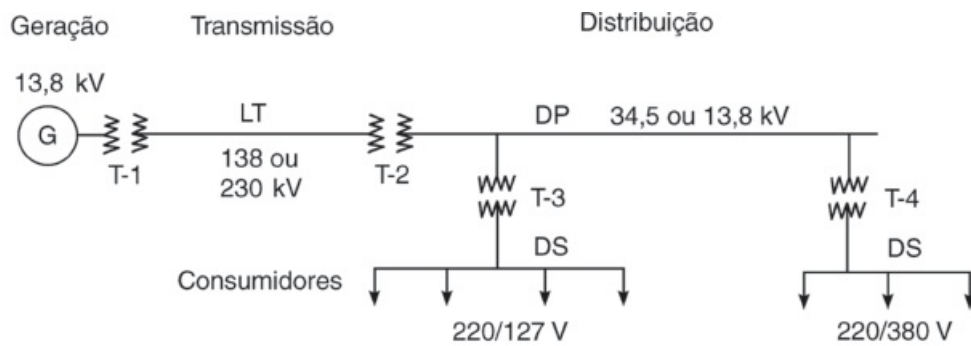 Geração Transmissão Distribuição
13,8 kV
G
LT
DP 34,5 ou 13,8 kV
T-1
138 ou
230 kV
T-2
T-3
T-4
DS
DS
Consumidores
220/127 V
220/380 V